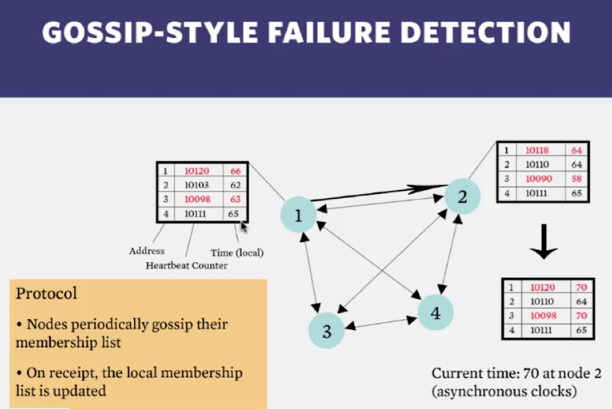 GOSSIP-STYLE FAILURE DETECTION
1 10120 66
2 10103 62
3 10098 63
4 10111 65
Address
Heartbeat Counter
Time (local)
1
2
3
4
1 10118 64
2 10110 64
3 10090 58
4 10111 65
1 10120 70
2 10110 64
3 10098 70
4 10111 65
Protocol
• Nodes periodically gossip their
membership list
• On receipt, the local membership
list is updated
Current time: 70 at node 2
(asynchronous clocks)